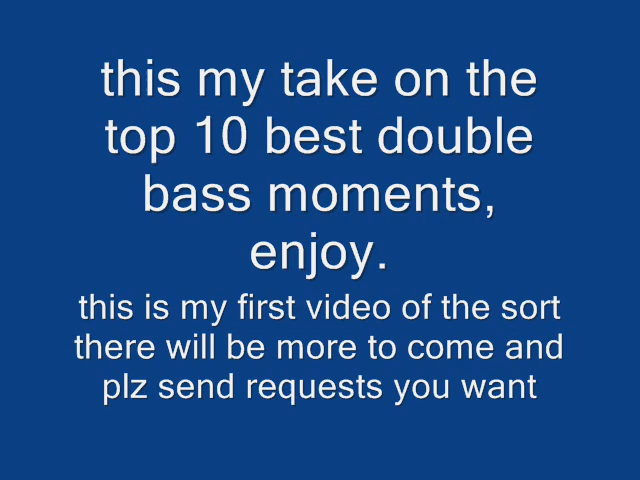 this my take on the
top 10 best double
bass moments,
enjoy.
this is my first video of the sort
there will be more to come and
plz send requests you want